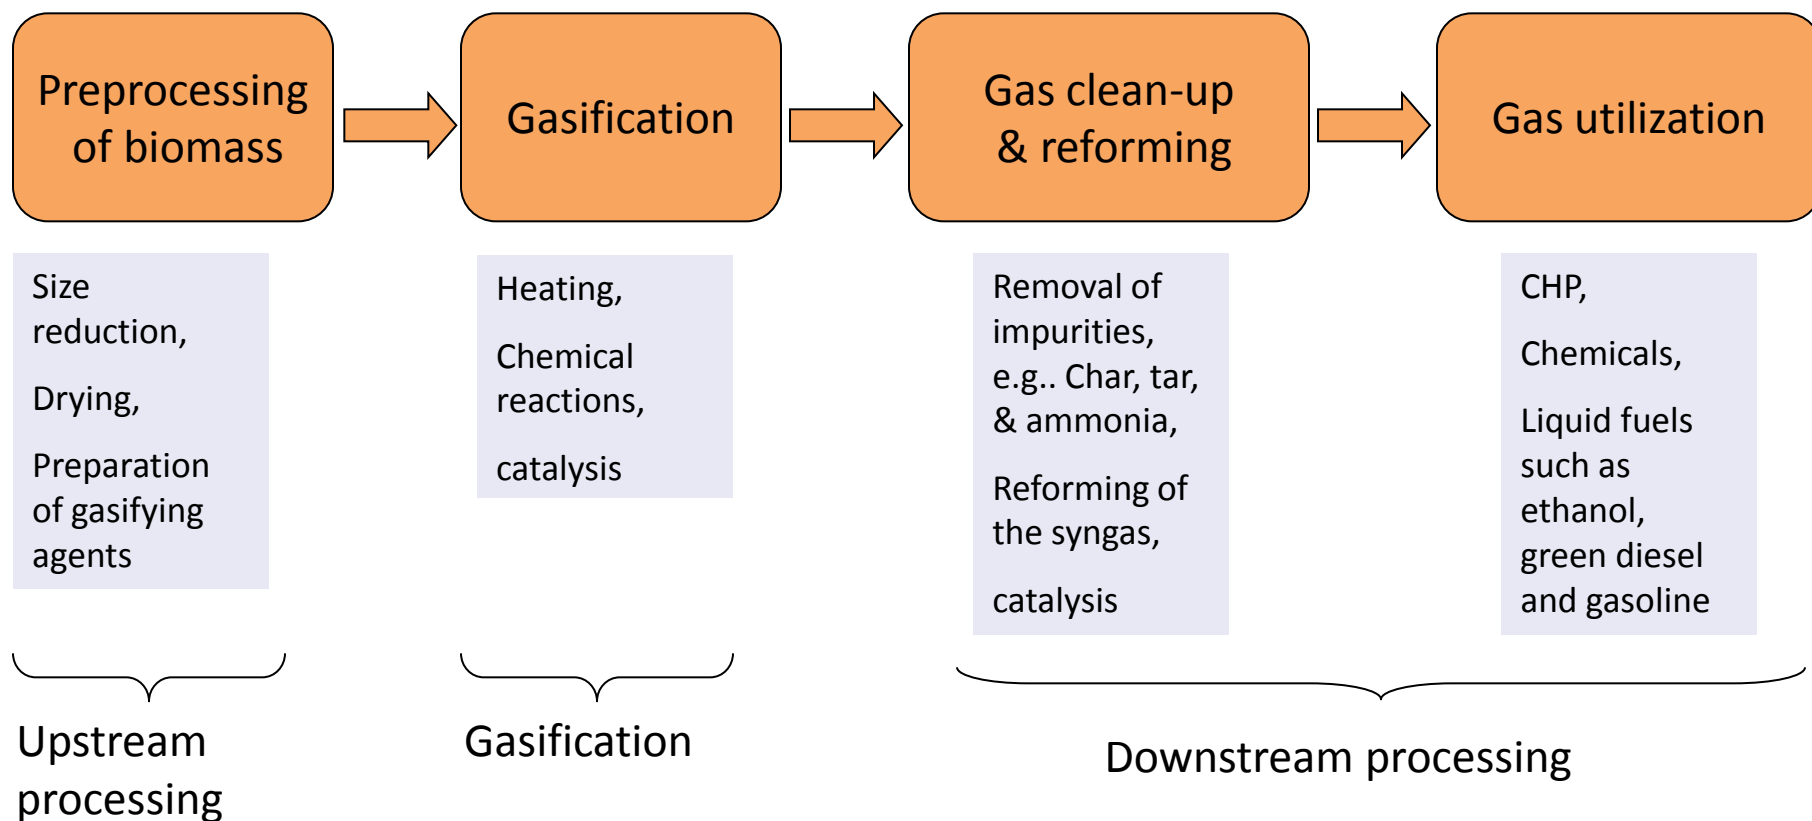 Preprocessing
of biomass
Gasification
Gas clean-up
& reforming
Gas utilization
Size
reduction,
Drying,
Preparation
of gasifying
agents
Heating,
Chemical
reactions,
catalysis
Removal of
impurities,
e.g.. Char, tar,
& ammonia,
Reforming of
the syngas,
catalysis
CHP,
Chemicals,
Liquid fuels
such as
ethanol,
green diesel
and gasoline
Upstream
processing
Gasification
Downstream processing